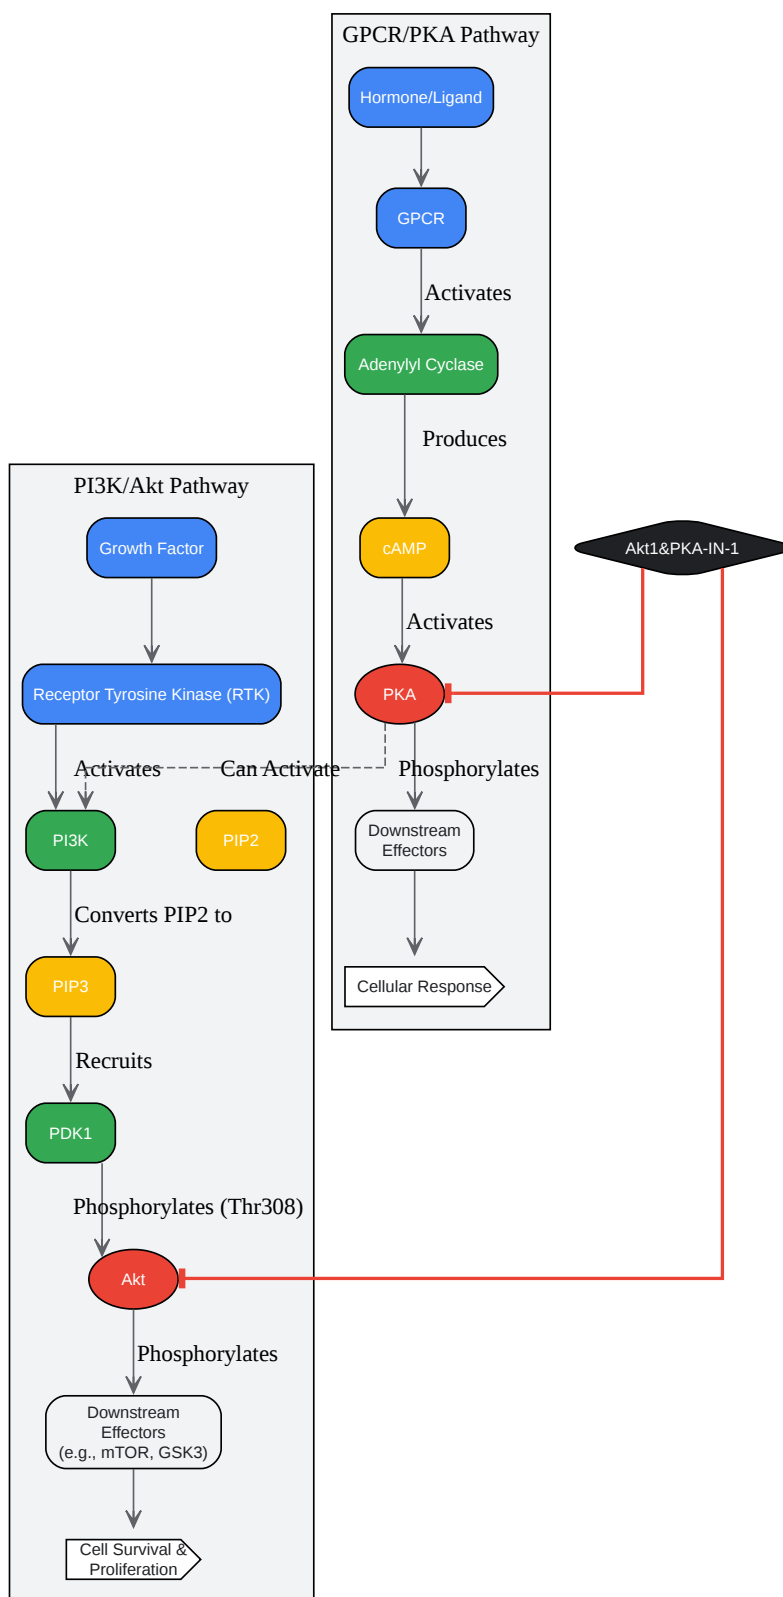 GPCR/PKA Pathway
Hormone/Ligand
GPCR
Activates
Adenylyl Cyclase
Produces
PI3K/Akt Pathway
Growth Factor
cAMP
Akt1&PKA-IN-1
Activates
Receptor Tyrosine Kinase (RTK)
PKA
Activates
Can Activate
Phosphorylates
PI3K
PIP2
Downstream
Effectors
Converts PIP2 to
PIP3
Cellular Response
Recruits
PDK1
Phosphorylates (Thr308)
Akt
Phosphorylates
Downstream
Effectors
(e.g., mTOR, GSK3)
Cell Survival &
Proliferation